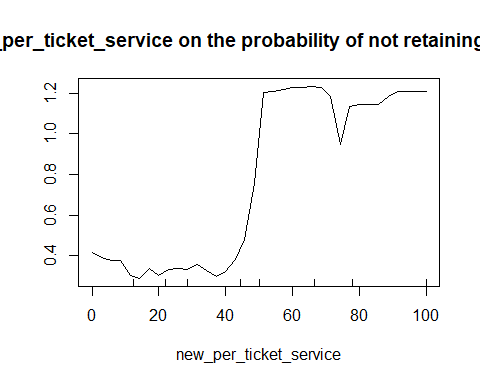 _per_ticket_service on the probability of not retaining
1.2
1.0
0.8
0.6
0.4
0 20 40 60 80 100
new_per_ticket_service